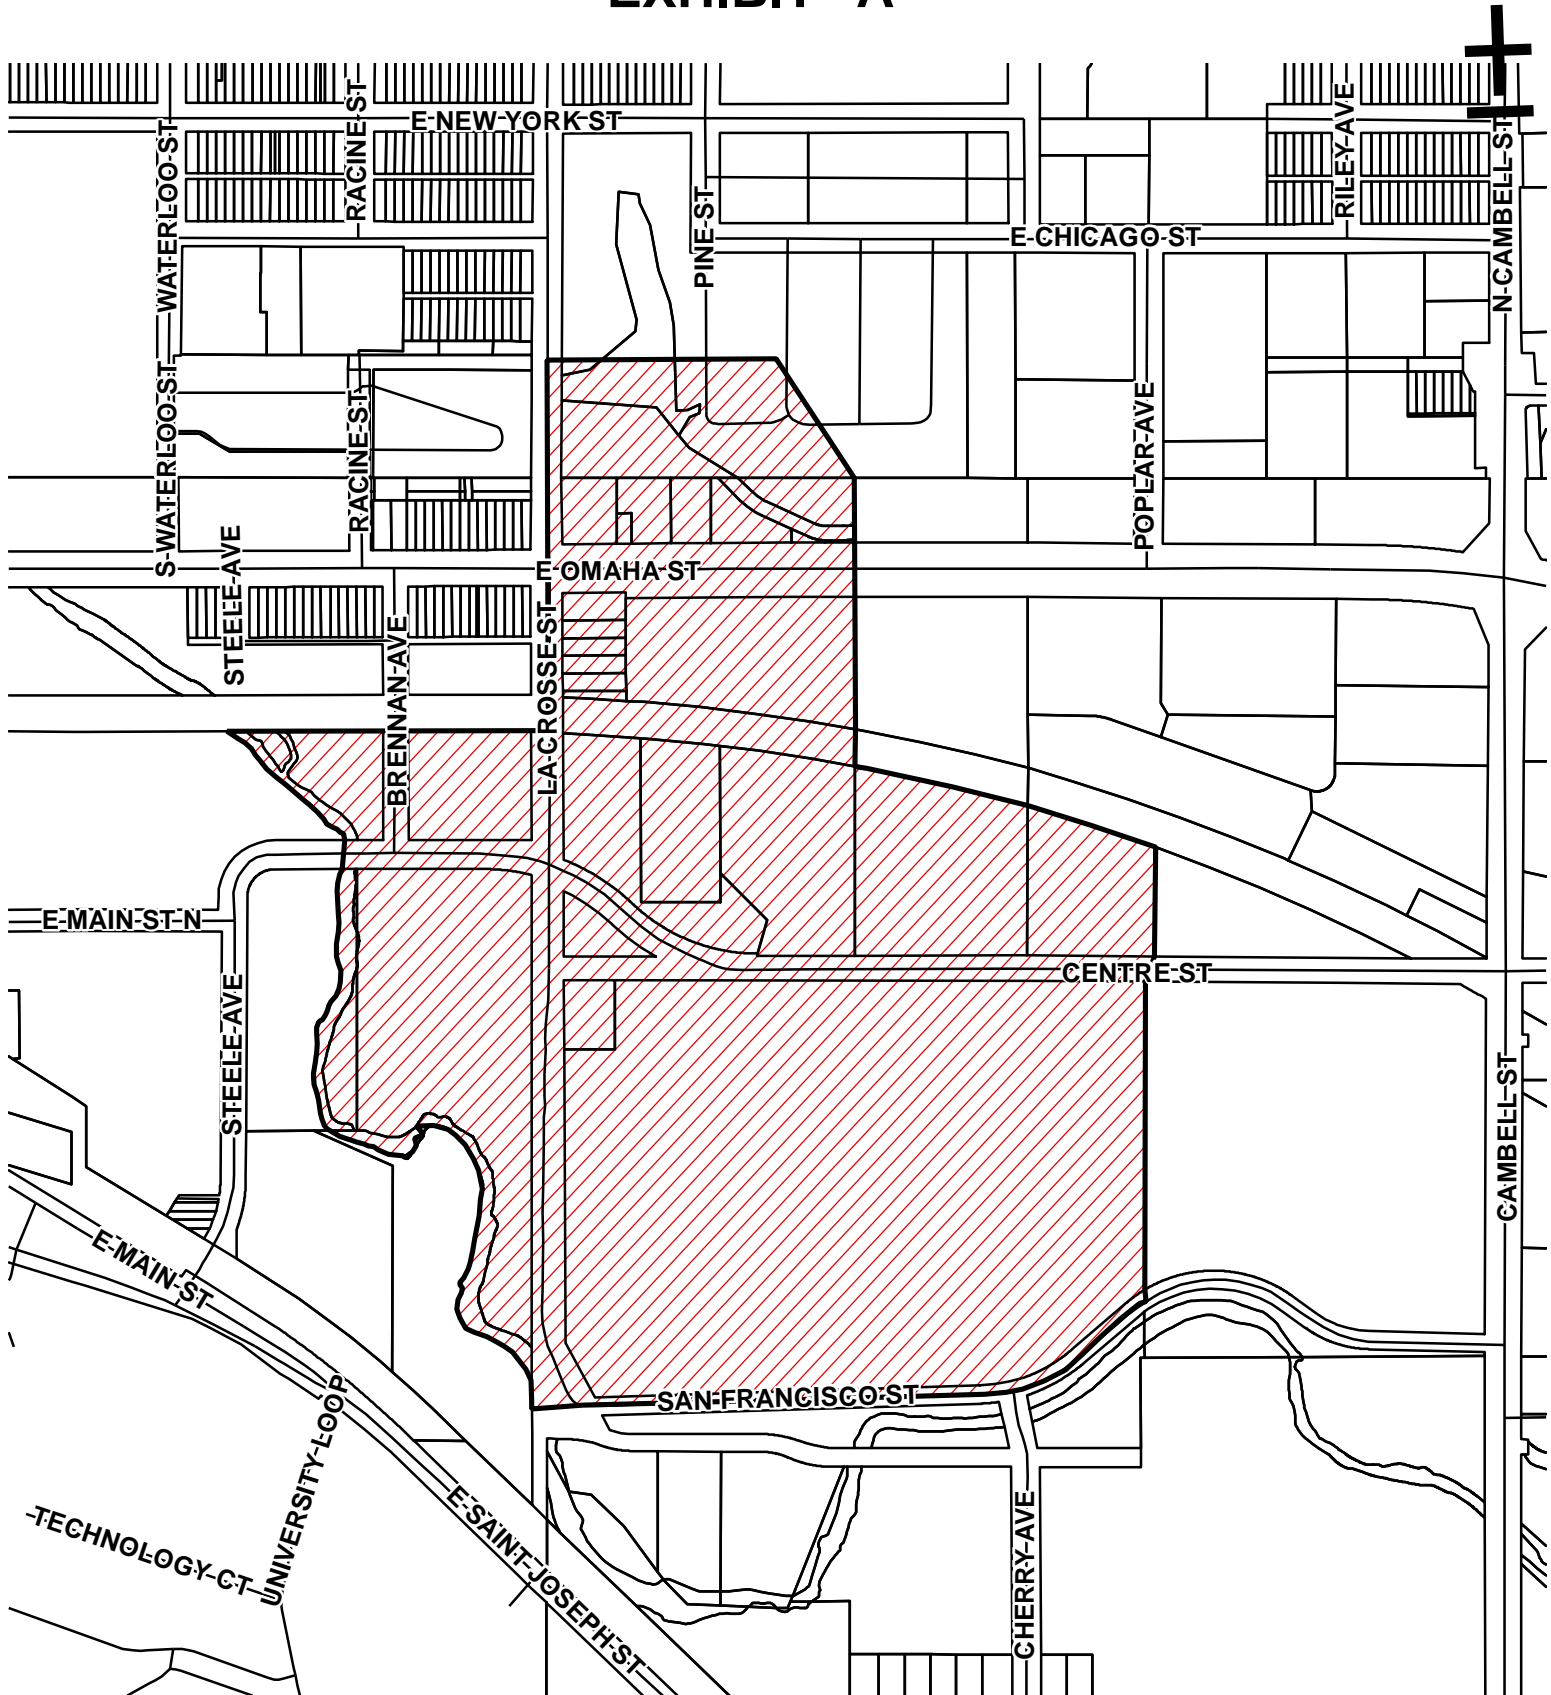 EXHIBIT "A"
E NEW YORK ST
RACINE ST
WATERLOO ST
RILEY AVE
N CAMBELL ST
PINE ST
E CHICAGO ST
S WATERLOO ST
RACINE ST
POPLAR AVE
STEELE AVE
E OMAHA ST
BRENNAN AVE
LA CROSSE ST
E MAIN ST N
CENTRE ST
STEELE AVE
CAMBELL ST
E MAIN ST
SAN FRANCISCO ST
UNIVERSITY LOOP
TECHNOLOGY CT
E SAINT JOSEPH ST
CHERRY AVE